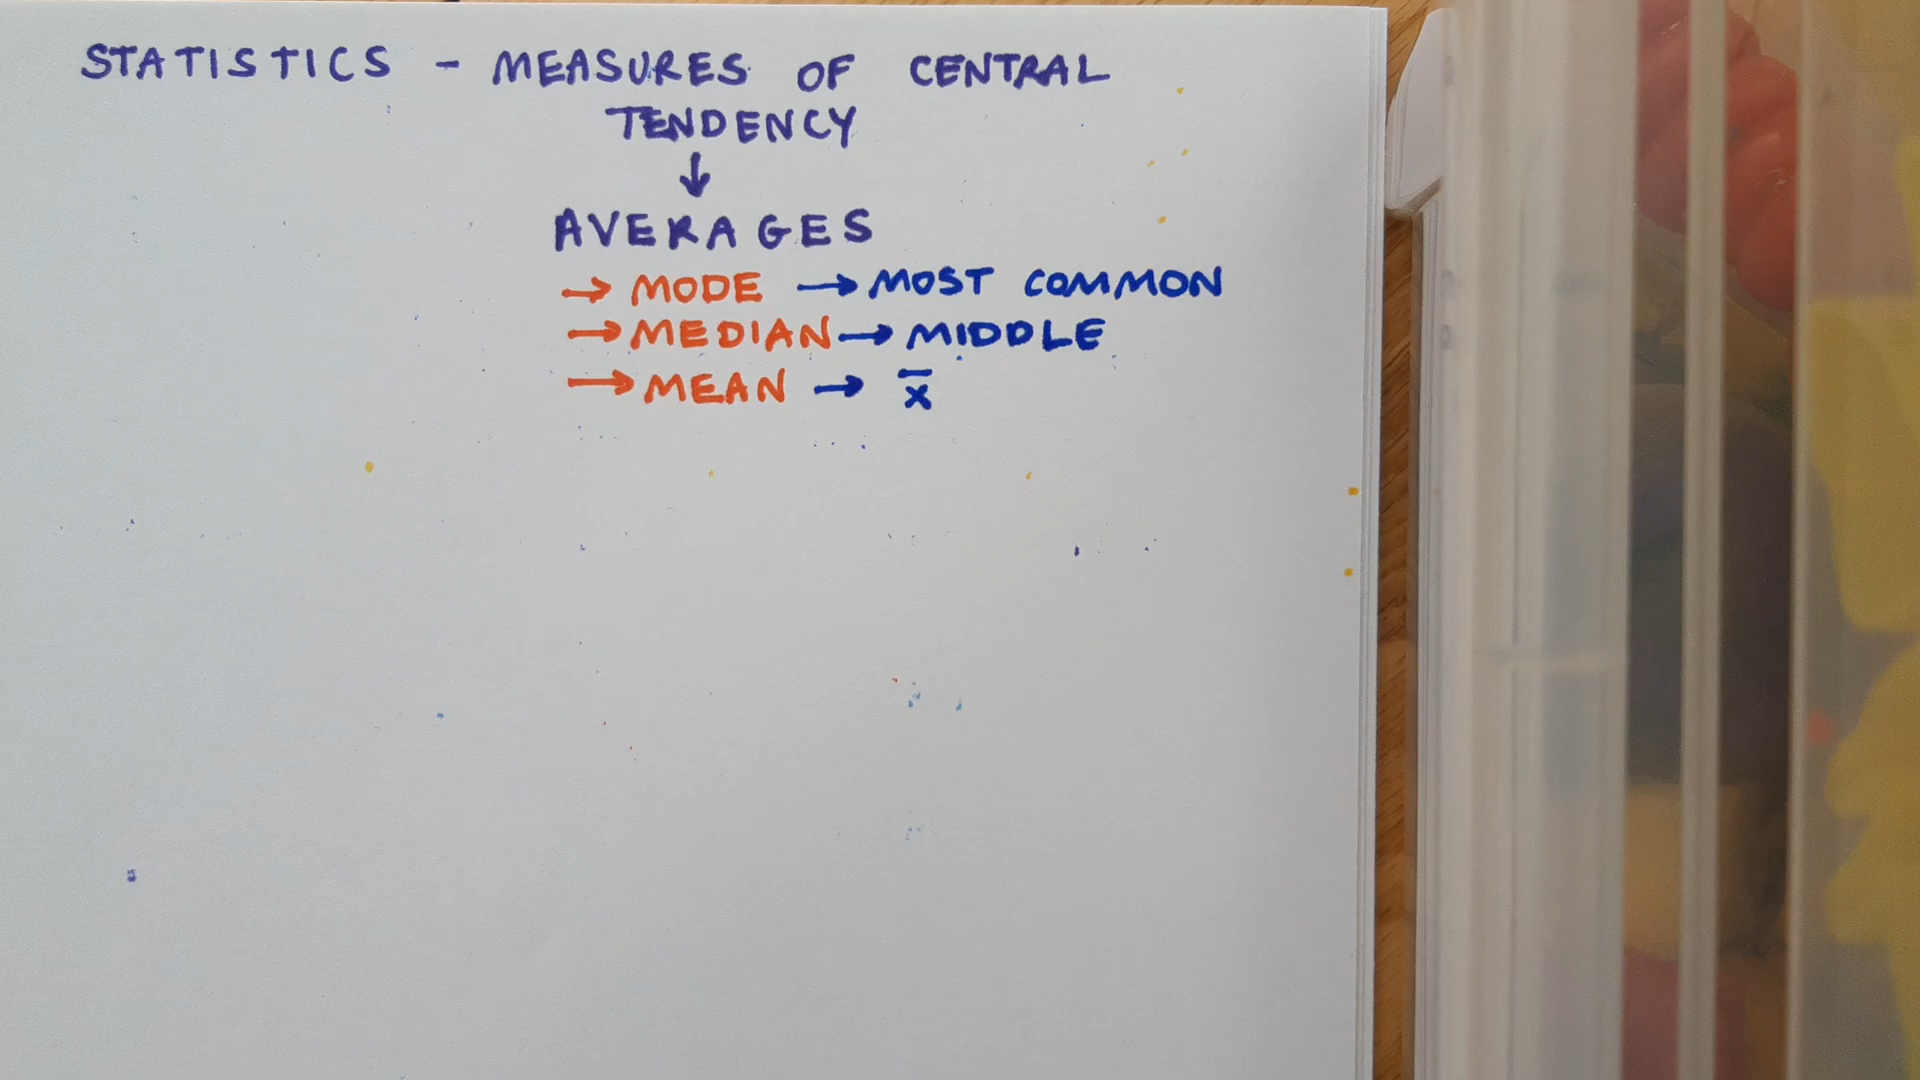 STATISTICS - MEASURES OF CENTRAL
TENDENCY
↓
AVERAGES
→ MODE → MOST COMMON
→ MEDIAN → MIDDLE
→ MEAN → x̄